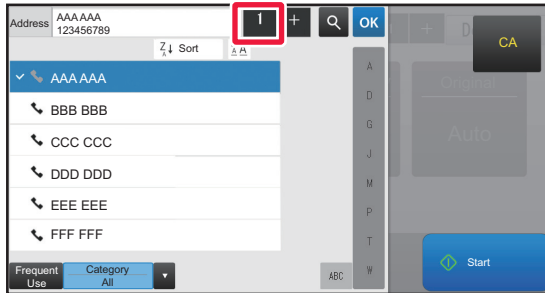 Address AAA AAA
123456789
1
+
OK
CA
Z
A Sort
A A
AAA AAA
BBB BBB
CCC CCC
DDD DDD
EEE EEE
FFF FFF
A
D
G
J
M
P
T
W
Frequent
Use
Category
All
ABC
+
D
Original
Auto
Start